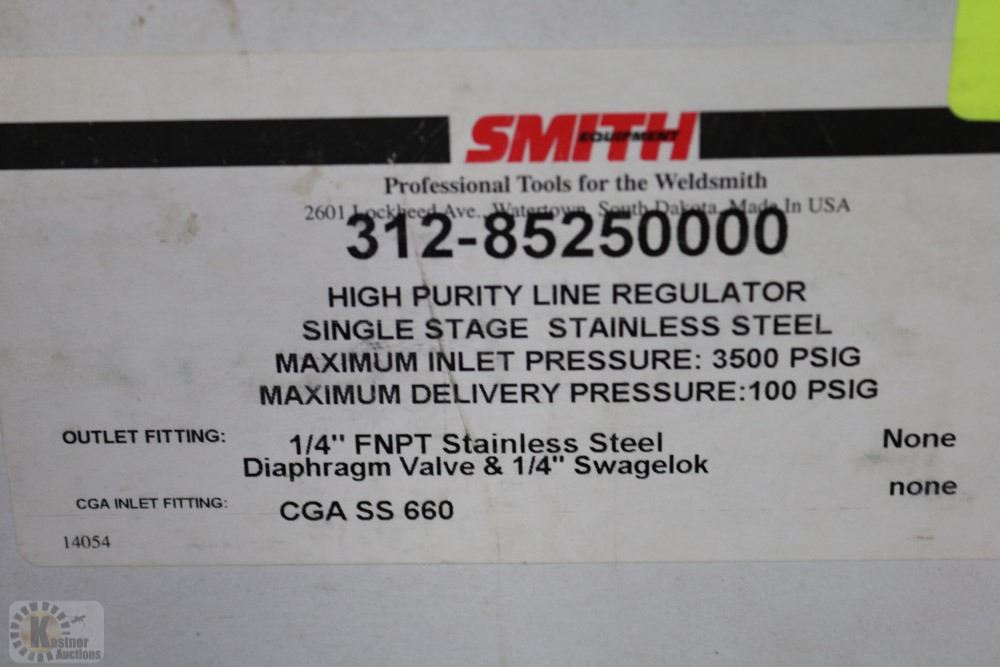 SMITH
EQUIPMENT
Professional Tools for the Weldsmith
2601 Lockheed Ave., Watertown, South Dakota, Made In USA
312-85250000
HIGH PURITY LINE REGULATOR
SINGLE STAGE STAINLESS STEEL
MAXIMUM INLET PRESSURE: 3500 PSIG
MAXIMUM DELIVERY PRESSURE:100 PSIG
OUTLET FITTING: 1/4" FNPT Stainless Steel None
Diaphragm Valve & 1/4" Swagelok
none
CGA INLET FITTING: CGA SS 660
14054
Kastner
Auctions